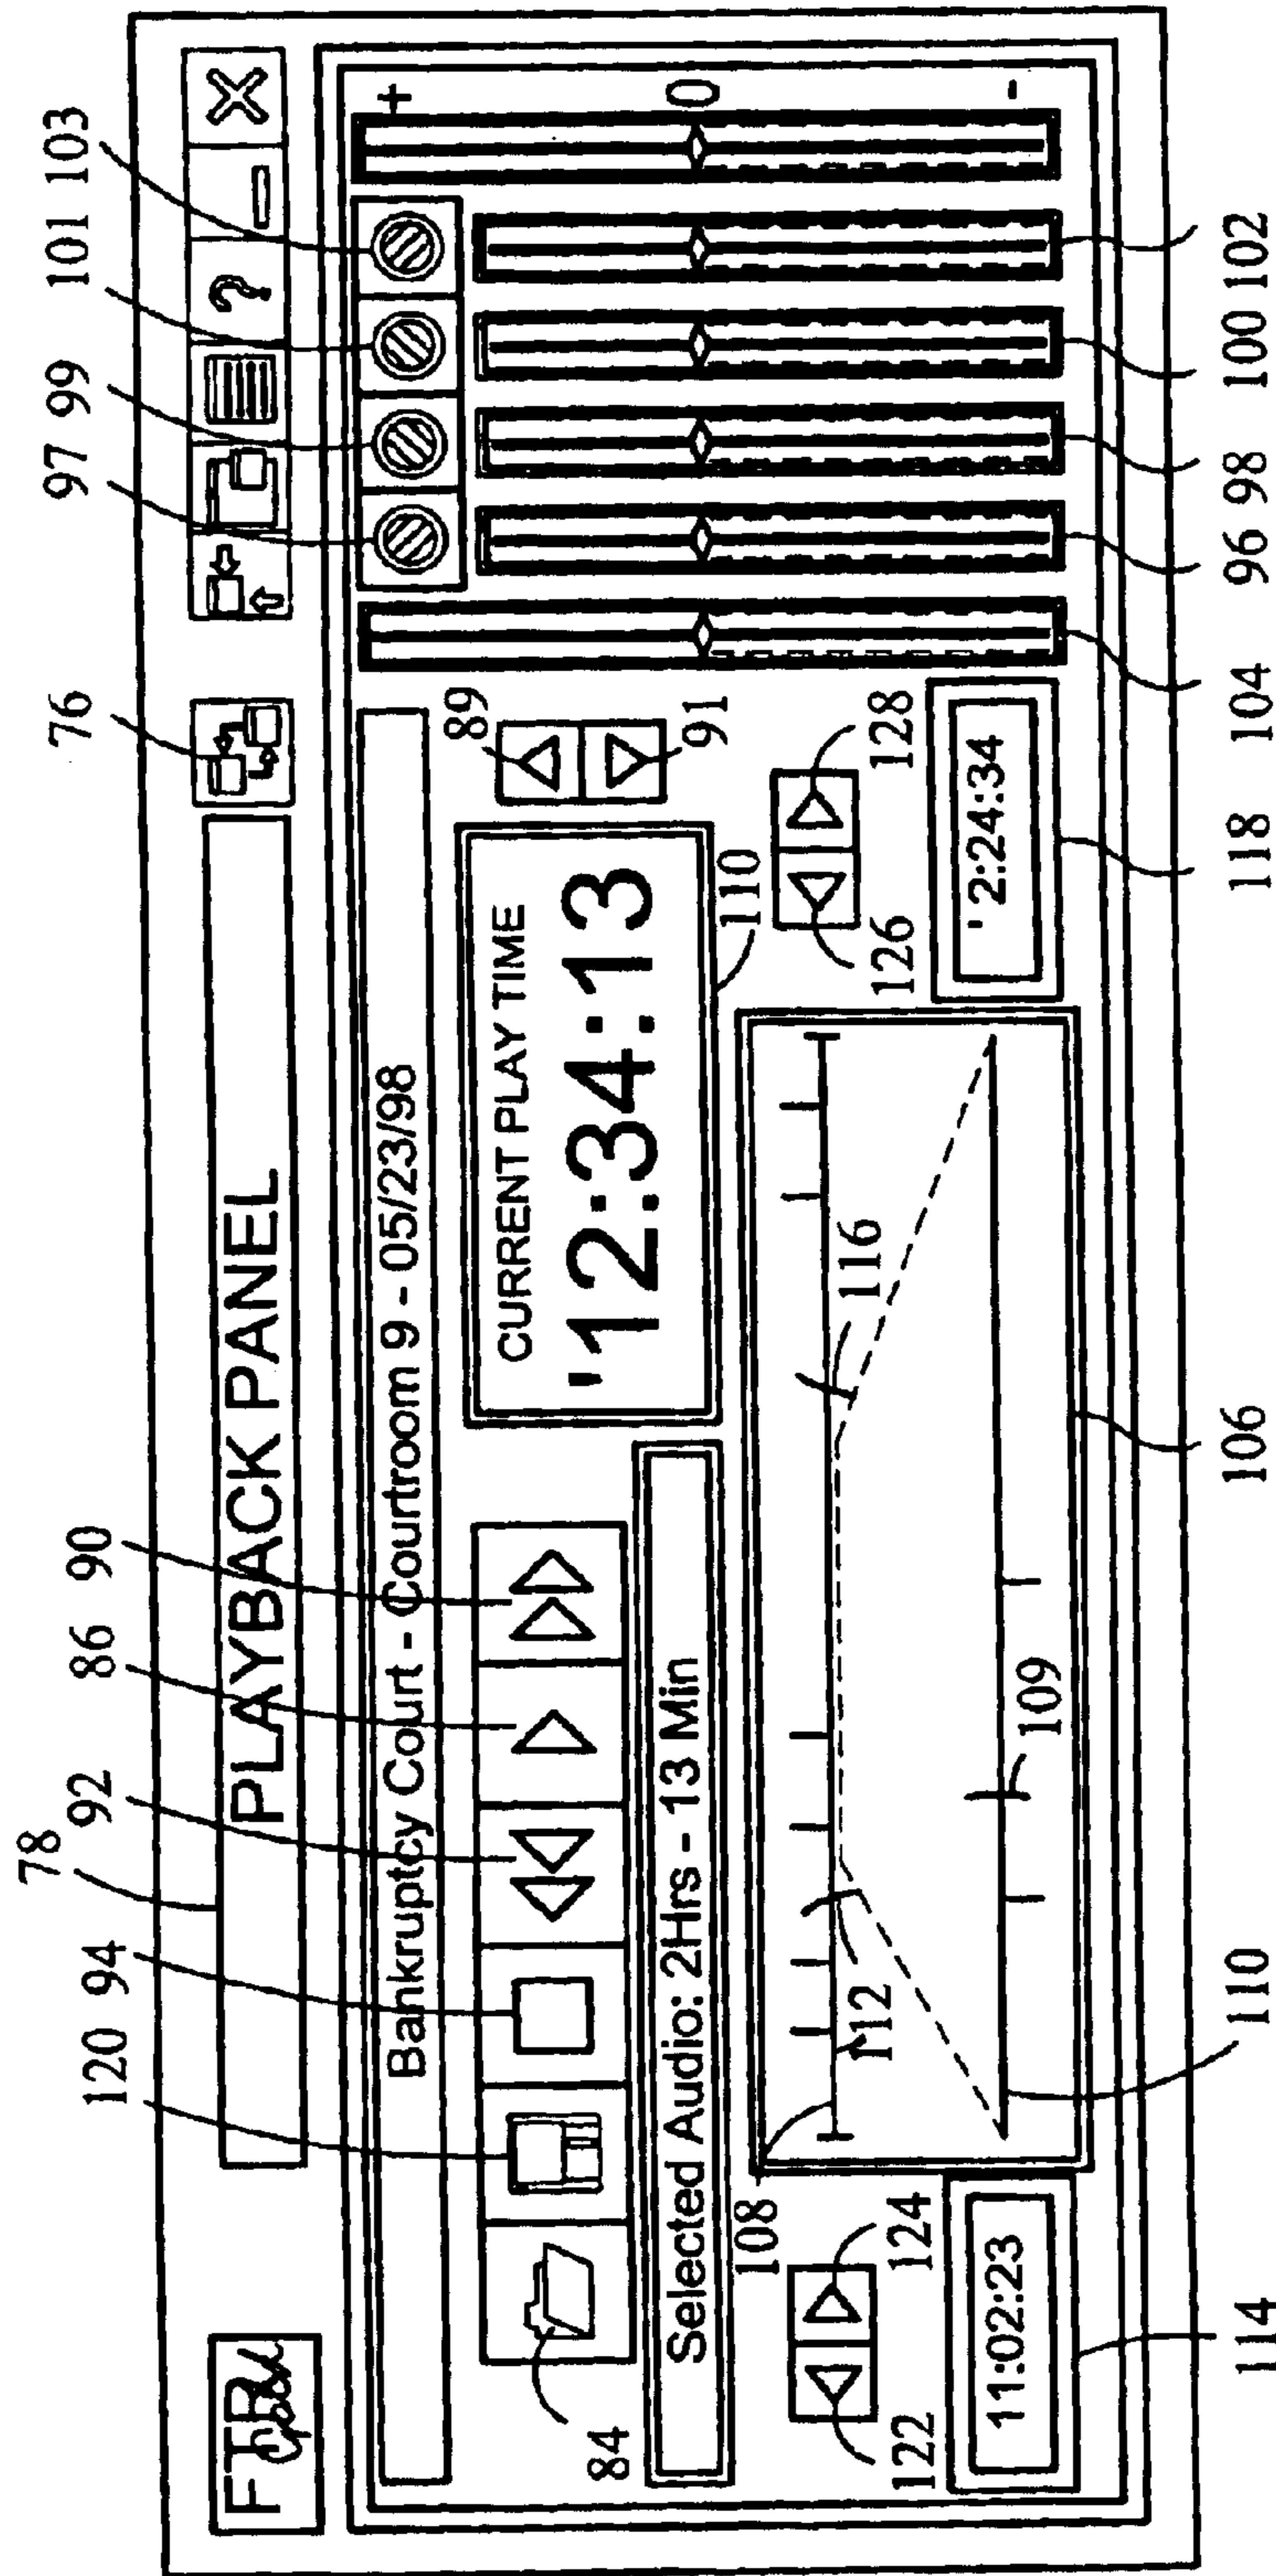 120 94 78 92 86 90 76 97 99 101 103
FTR Gold
PLAYBACK PANEL
? _ X
Bankruptcy Court - Courtroom 9 - 05/23/98
+
84
CURRENT PLAY TIME
'12:34:13
89
91
0
Selected Audio: 2Hrs - 13 Min
110
108
122 124
112
116
126 128
109
11:02:23
' 2:24:34
-
114 110 106 118 104 96 98 100 102